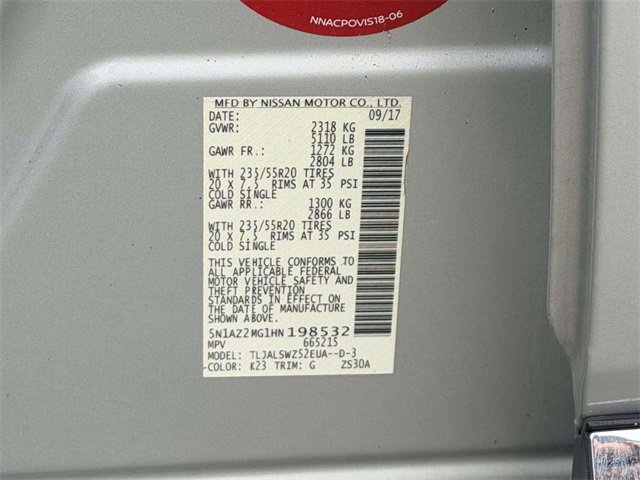 NNACPOVIS18-06
MFD BY NISSAN MOTOR CO., LTD.
DATE: 09/17
GVWR: 2318 KG
5110 LB
GAWR FR.: 1272 KG
2804 LB
WITH 235/55R20 TIRES
20 X 7.5 RIMS AT 35 PSI
COLD SINGLE
GAWR RR.: 1300 KG
2866 LB
WITH 235/55R20 TIRES
20 X 7.5 RIMS AT 35 PSI
COLD SINGLE
THIS VEHICLE CONFORMS TO
ALL APPLICABLE FEDERAL
MOTOR VEHICLE SAFETY AND
THEFT PREVENTION
STANDARDS IN EFFECT ON
THE DATE OF MANUFACTURE
SHOWN ABOVE.
5N1AZ2MG1HN198532
MPV 665215
MODEL: TLJALSWZ52EUA--D-3
COLOR: K23 TRIM: G ZS30A